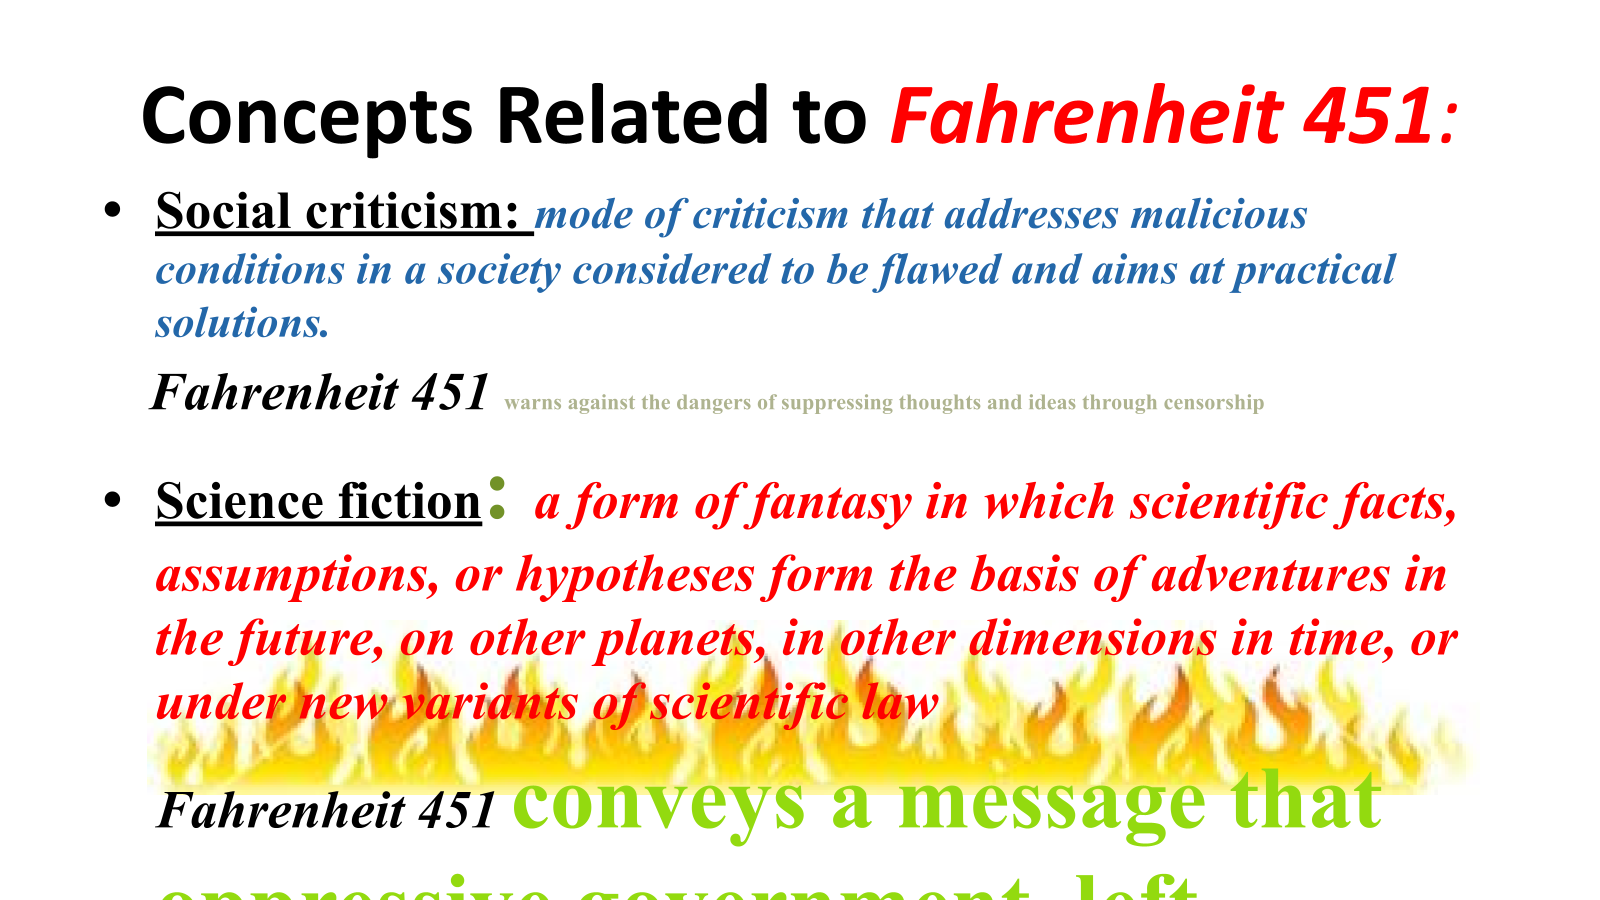 Concepts Related to Fahrenheit 451:
• Social criticism: mode of criticism that addresses malicious
conditions in a society considered to be flawed and aims at practical
solutions.
Fahrenheit 451 warns against the dangers of suppressing thoughts and ideas through censorship
• Science fiction: a form of fantasy in which scientific facts,
assumptions, or hypotheses form the basis of adventures in
the future, on other planets, in other dimensions in time, or
under new variants of scientific law
Fahrenheit 451 conveys a message that
oppressive government, left